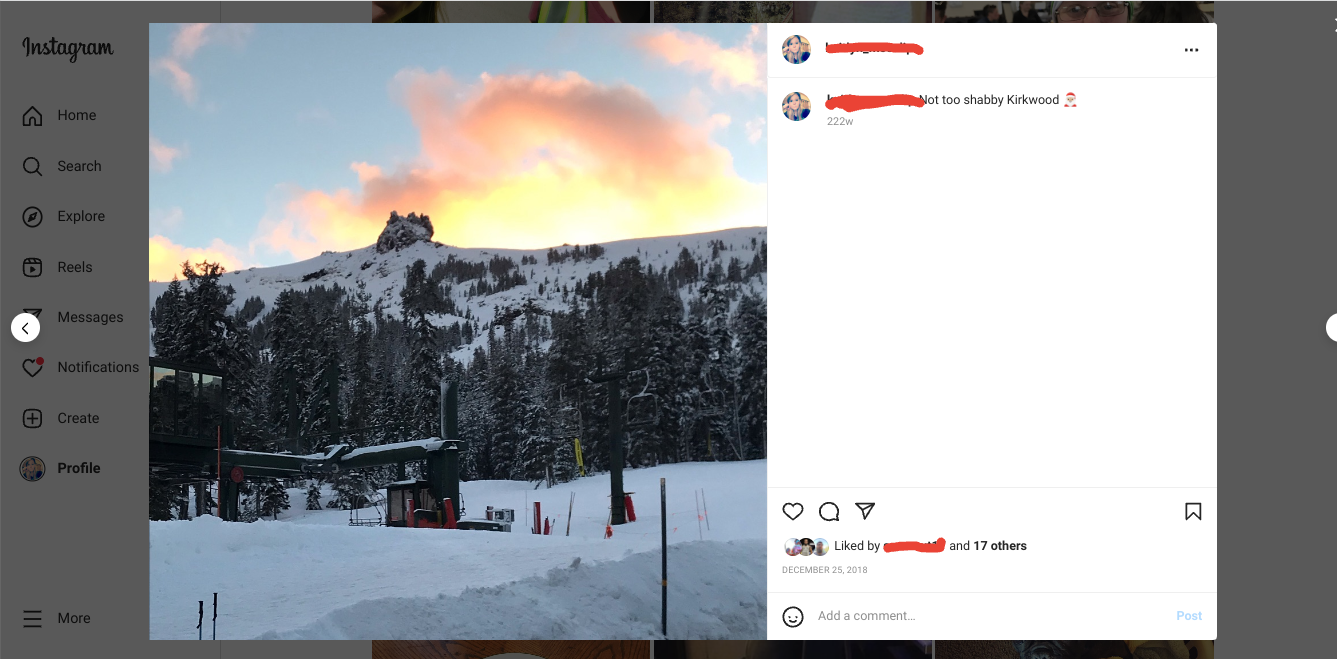 Instagram
Home
Search
Explore
Reels
Messages
Notifications
Create
Profile
More
Not too shabby Kirkwood 🎅🏻
222w
Liked by
and 17 others
DECEMBER 25, 2018
Add a comment...
Post